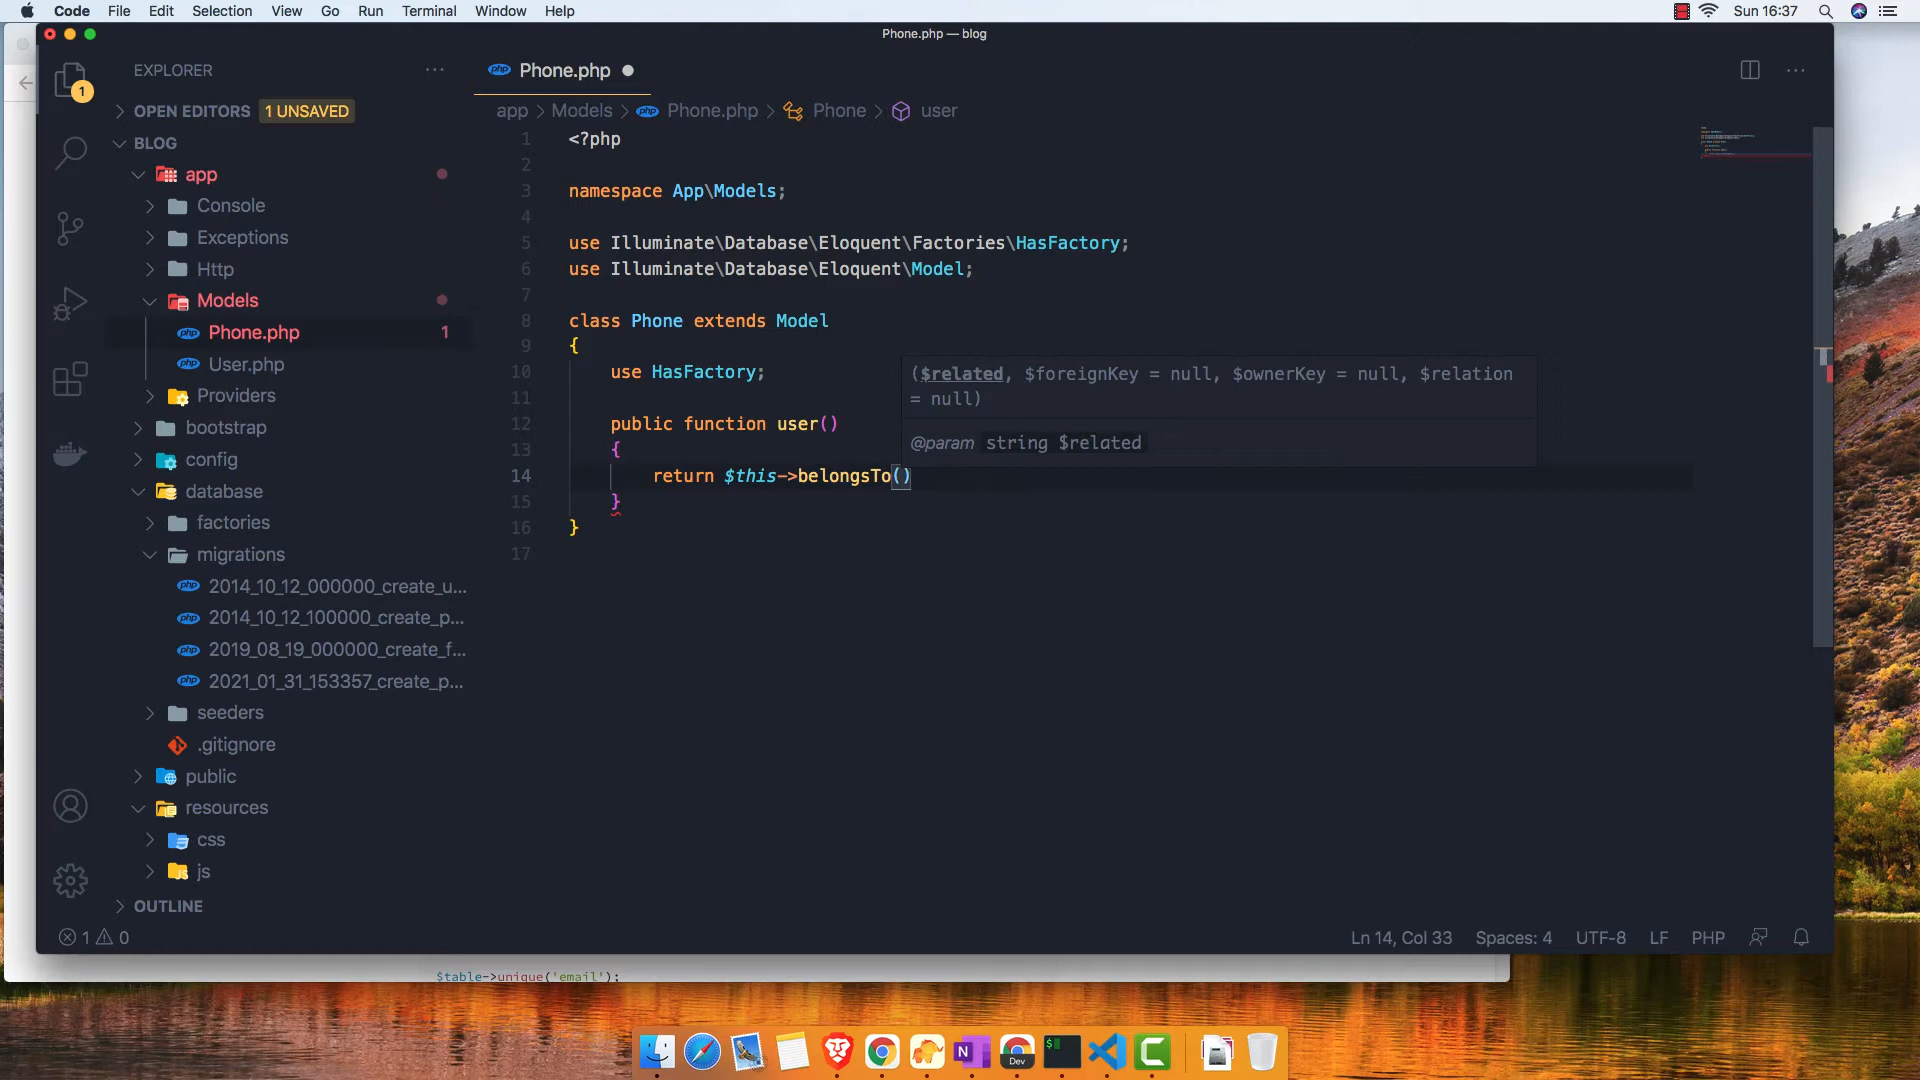 Code File Edit Selection View Go Run Terminal Window Help
Sun 16:37
Phone.php — blog
EXPLORER
Phone.php
1
OPEN EDITORS 1 UNSAVED
app Models Phone.php Phone user
BLOG
app
Console
Exceptions
Http
Models
Phone.php 1
User.php
Providers
bootstrap
config
database
factories
migrations
2014_10_12_000000_create_u...
2014_10_12_100000_create_p...
2019_08_19_000000_create_f...
2021_01_31_153357_create_p...
seeders
.gitignore
public
resources
css
js
OUTLINE
1 <?php
2
3 namespace App\Models;
4
5 use Illuminate\Database\Eloquent\Factories\HasFactory;
6 use Illuminate\Database\Eloquent\Model;
7
8 class Phone extends Model
9 {
10 use HasFactory;
11
12 public function user()
13 {
14 return $this->belongsTo()
15 }
16 }
17
($related, $foreignKey = null, $ownerKey = null, $relation
= null)
@param string $related
1 0
Ln 14, Col 33 Spaces: 4 UTF-8 LF PHP
$table->unique('email');
N
Dev
$